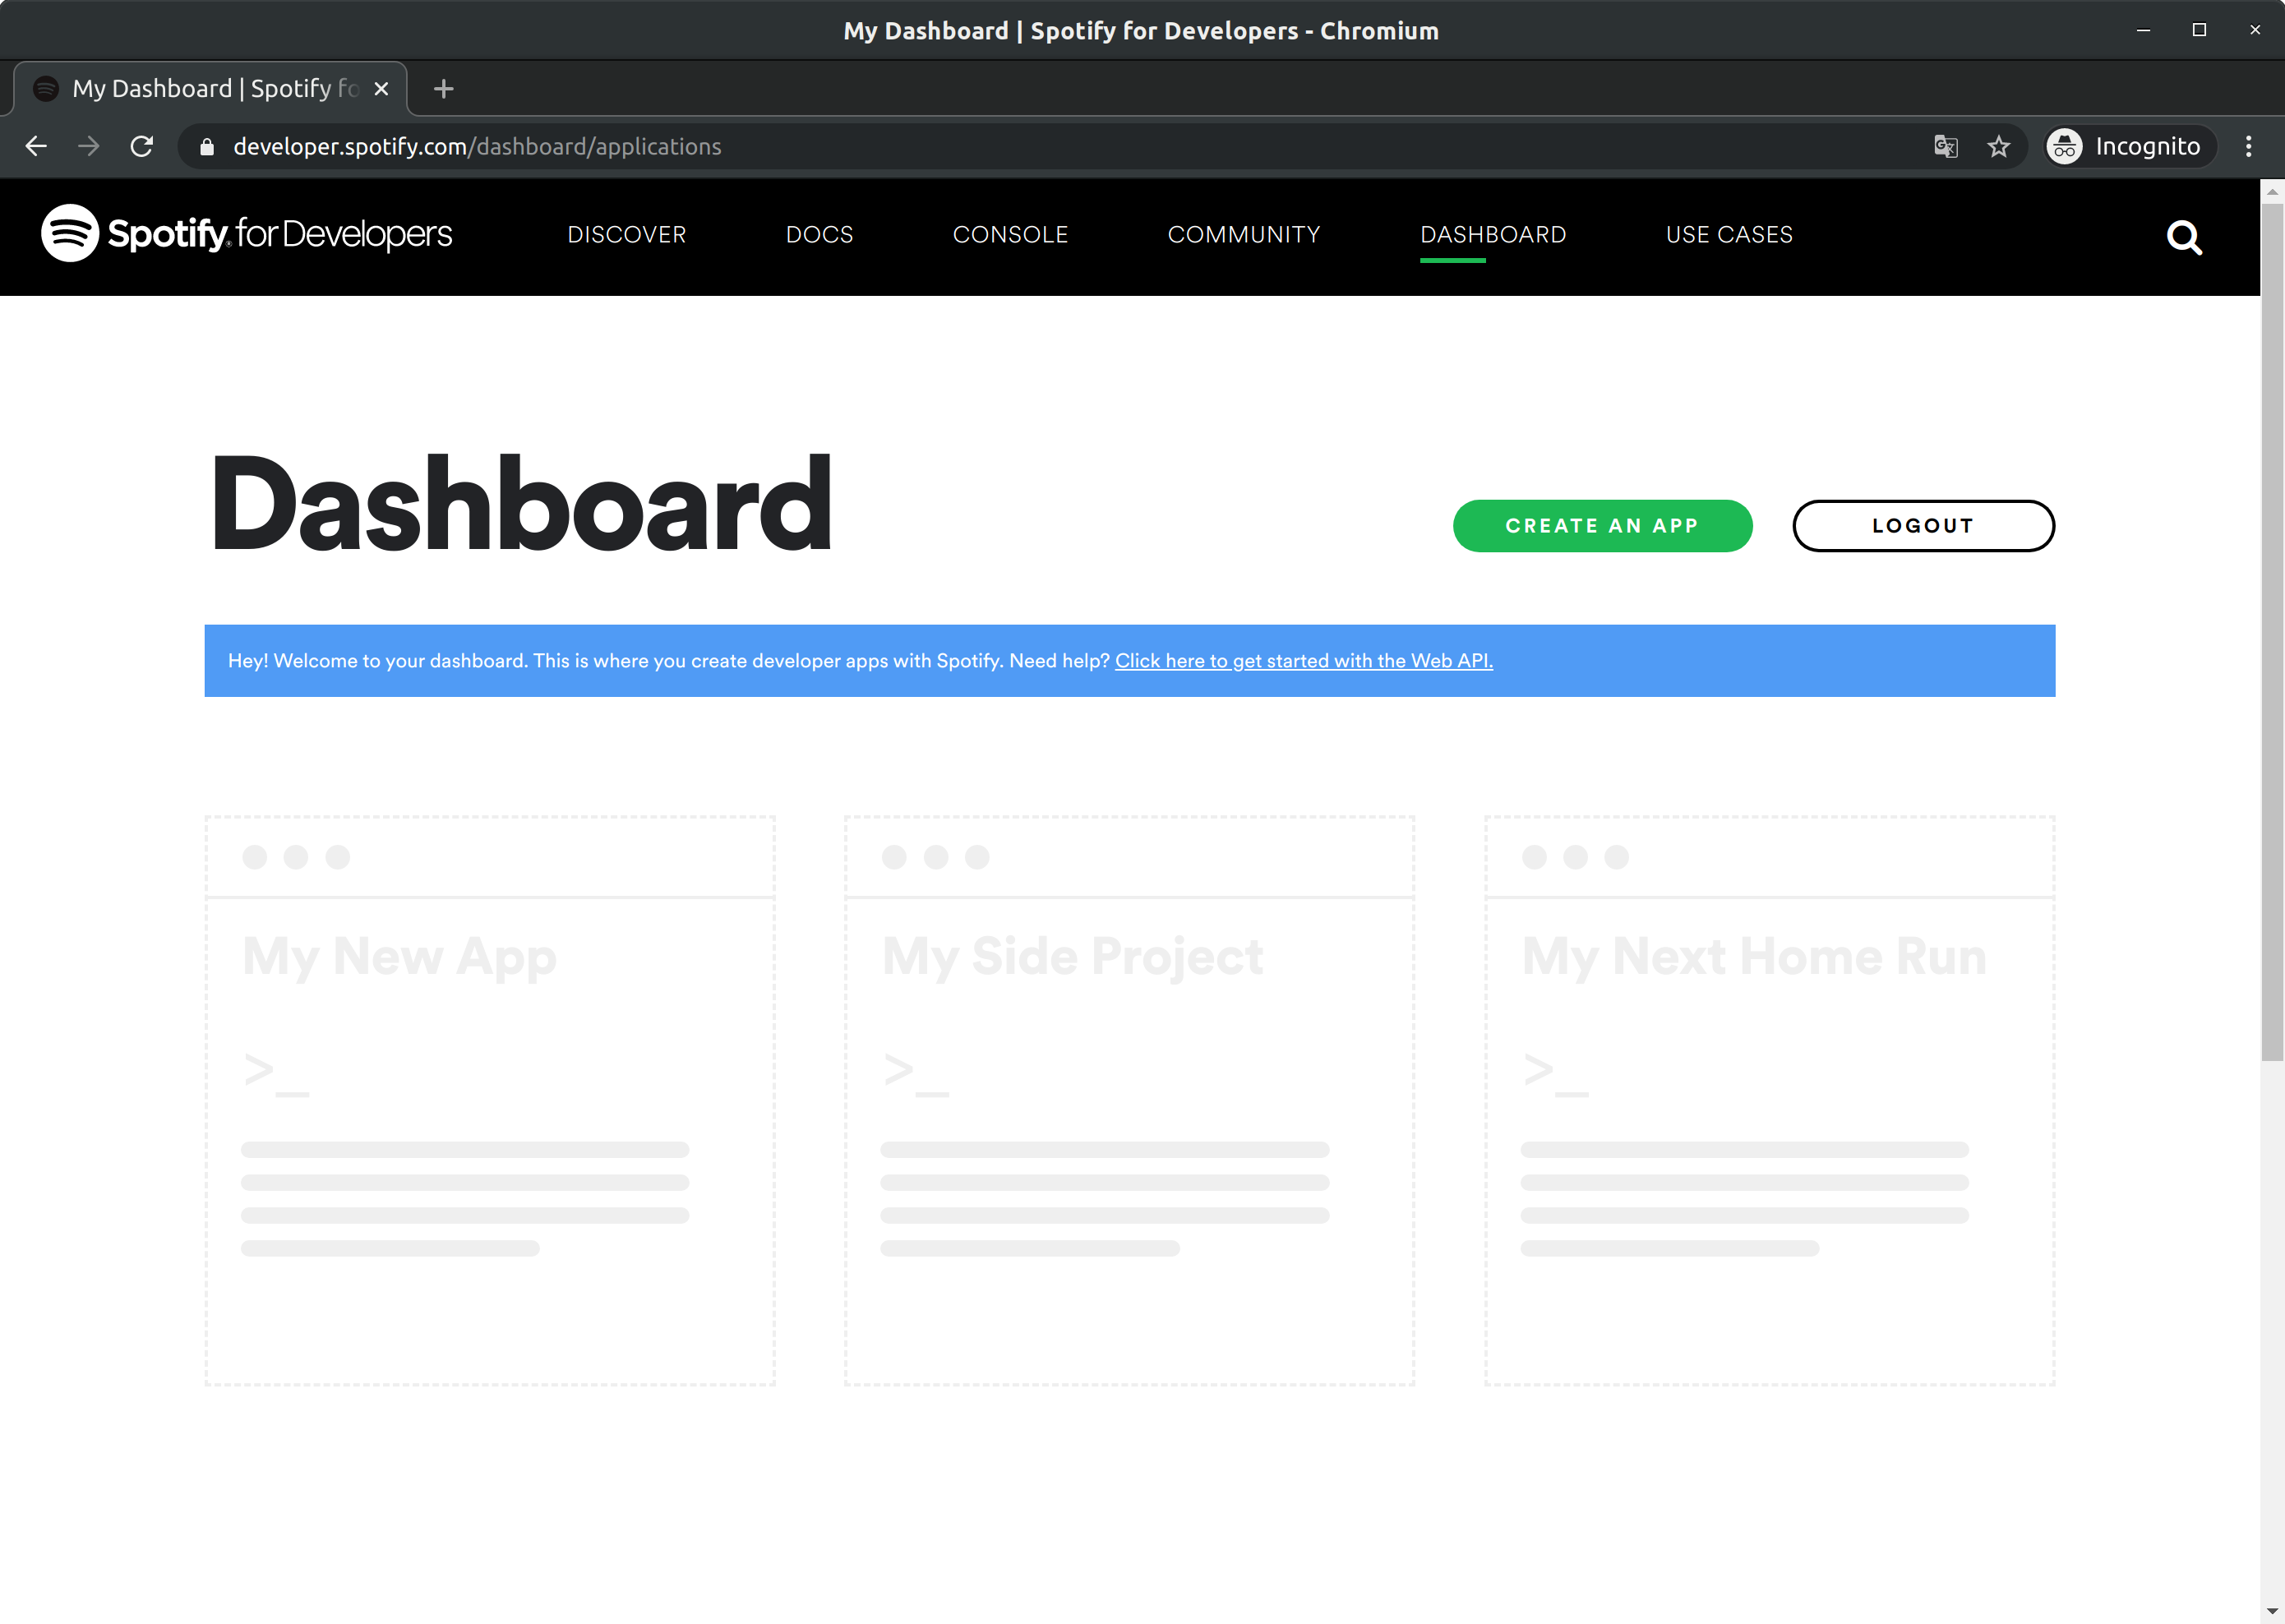 My Dashboard | Spotify for Developers - Chromium
My Dashboard | Spotify fo
developer.spotify.com/dashboard/applications
Incognito
Spotify for Developers
DISCOVER
DOCS
CONSOLE
COMMUNITY
DASHBOARD
USE CASES
Dashboard
CREATE AN APP
LOGOUT
Hey! Welcome to your dashboard. This is where you create developer apps with Spotify. Need help? Click here to get started with the Web API.
My New App
>_
My Side Project
>_
My Next Home Run
>_